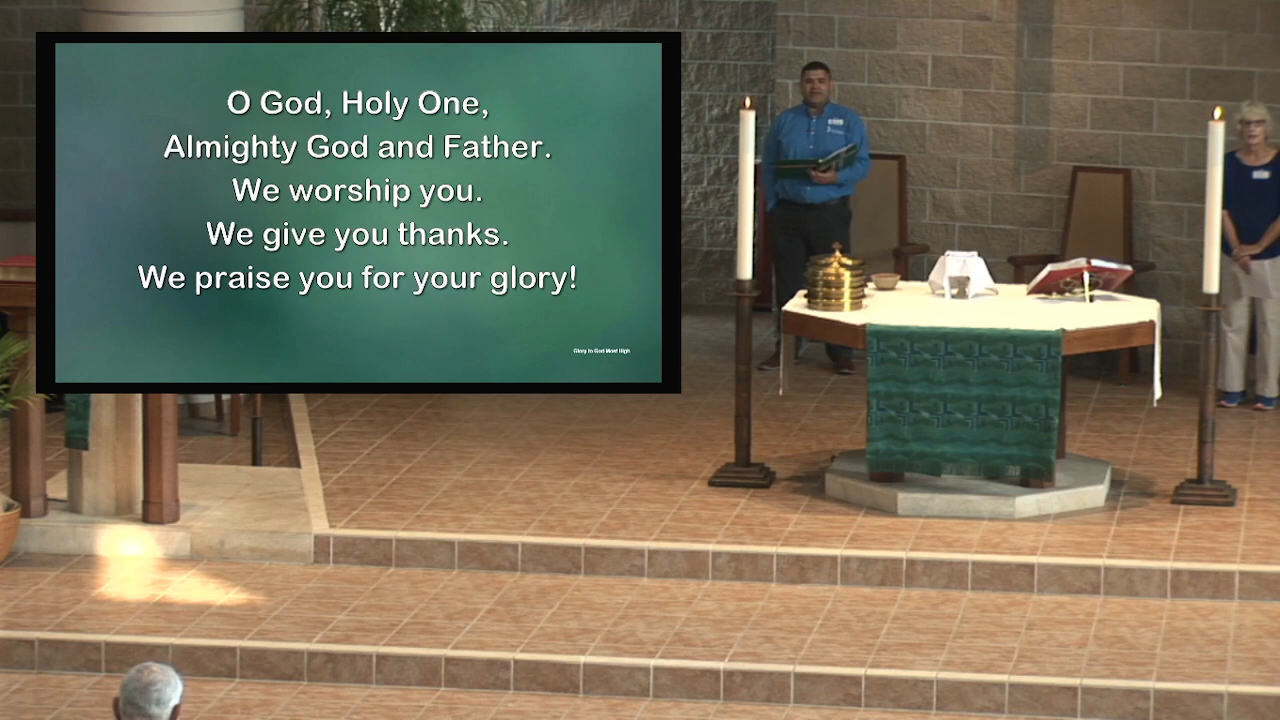 O God, Holy One,
Almighty God and Father.
We worship you.
We give you thanks.
We praise you for your glory!
Glory to God Most High